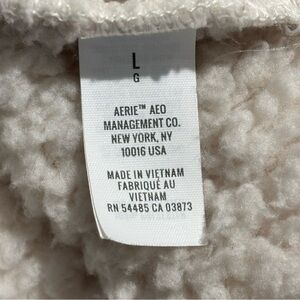 L
G
AERIE™ AEO
MANAGEMENT CO.
NEW YORK, NY
10016 USA
MADE IN VIETNAM
FABRIQUÉ AU
VIETNAM
RN 54485 CA 03873